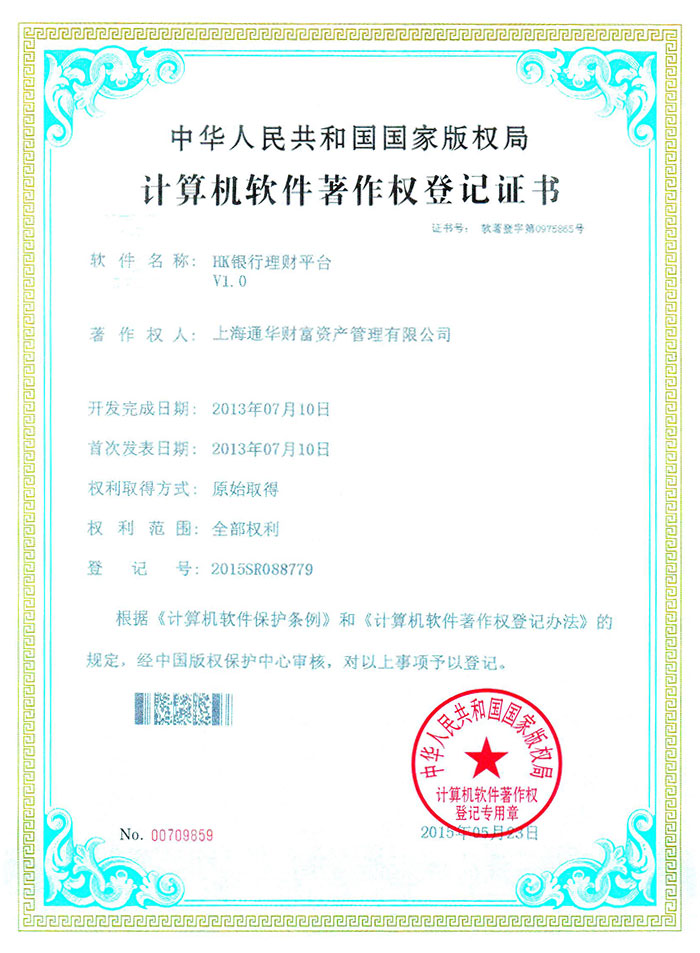 中华人民共和国国家版权局
计算机软件著作权登记证书
证书号： 软著登字第0975865号
软件名称： HK银行理财平台
V1.0
著作权人： 上海通华财富资产管理有限公司
开发完成日期： 2013年07月10日
首次发表日期： 2013年07月10日
权利取得方式： 原始取得
权利范围： 全部权利
登记号： 2015SR088779
根据《计算机软件保护条例》和《计算机软件著作权登记办法》的
规定，经中国版权保护中心审核，对以上事项予以登记。
中华人民共和国国家版权局
计算机软件著作权
登记专用章
No. 00709859
2015年05月23日